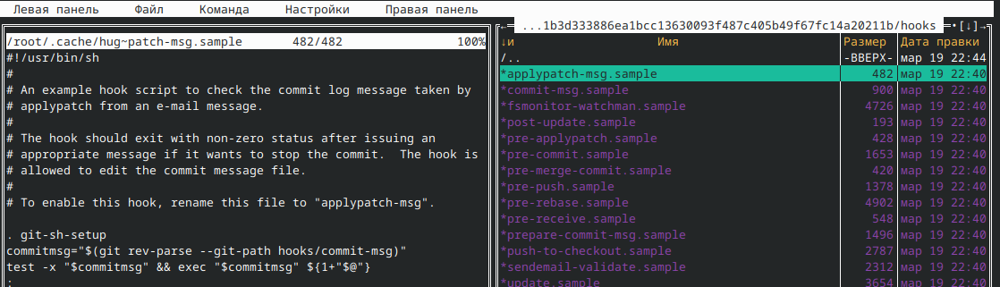 Левая панель Файл Команда Настройки Правая панель
/root/.cache/hug~patch-msg.sample 482/482 100%
#!/usr/bin/sh
#
# An example hook script to check the commit log message taken by
# applypatch from an e-mail message.
#
# The hook should exit with non-zero status after issuing an
# appropriate message if it wants to stop the commit.  The hook is
# allowed to edit the commit message file.
#
# To enable this hook, rename this file to "applypatch-msg".
. git-sh-setup
commitmsg="$(git rev-parse --git-path hooks/commit-msg)"
test -x "$commitmsg" && exec "$commitmsg" ${1+"$@"}
:
←  ...1b3d333886ea1bcc13630093f487c405b49f67fc14a20211b/hooks •[↓]→
↓и Имя Размер Дата правки
/.. -ВВЕРХ- мар 19 22:44
*applypatch-msg.sample 482 мар 19 22:40
*commit-msg.sample 900 мар 19 22:40
*fsmonitor-watchman.sample 4726 мар 19 22:40
*post-update.sample 193 мар 19 22:40
*pre-applypatch.sample 428 мар 19 22:40
*pre-commit.sample 1653 мар 19 22:40
*pre-merge-commit.sample 420 мар 19 22:40
*pre-push.sample 1378 мар 19 22:40
*pre-rebase.sample 4902 мар 19 22:40
*pre-receive.sample 548 мар 19 22:40
*prepare-commit-msg.sample 1496 мар 19 22:40
*push-to-checkout.sample 2787 мар 19 22:40
*sendemail-validate.sample 2312 мар 19 22:40
*update.sample 3654 мар 19 22:40